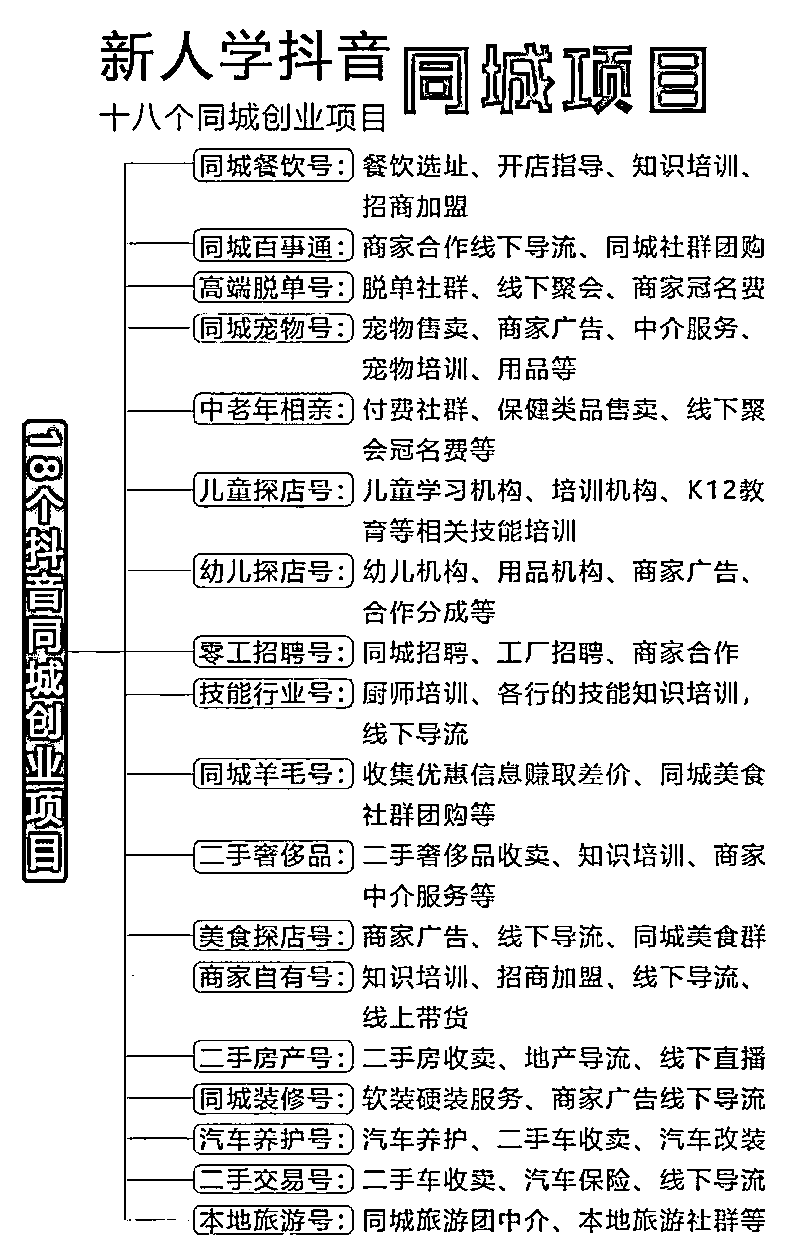 新人学抖音
同城项目
十八个同城创业项目
18个抖音同城创业项目
同城餐饮号：餐饮选址、开店指导、知识培训、
招商加盟
同城百事通：商家合作线下导流、同城社群团购
高端脱单号：脱单社群、线下聚会、商家冠名费
同城宠物号：宠物售卖、商家广告、中介服务、
宠物培训、用品等
中老年相亲：付费社群、保健类品售卖、线下聚
会冠名费等
儿童探店号：儿童学习机构、培训机构、K12教
育等相关技能培训
幼儿探店号：幼儿机构、用品机构、商家广告、
合作分成等
零工招聘号：同城招聘、工厂招聘、商家合作
技能行业号：厨师培训、各行的技能知识培训，
线下导流
同城羊毛号：收集优惠信息赚取差价、同城美食
社群团购等
二手奢侈品：二手奢侈品收卖、知识培训、商家
中介服务等
美食探店号：商家广告、线下导流、同城美食群
商家自有号：知识培训、招商加盟、线下导流、
线上带货
二手房产号：二手房收卖、地产导流、线下直播
同城装修号：软装硬装服务、商家广告线下导流
汽车养护号：汽车养护、二手车收卖、汽车改装
二手交易号：二手车收卖、汽车保险、线下导流
本地旅游号：同城旅游团中介、本地旅游社群等